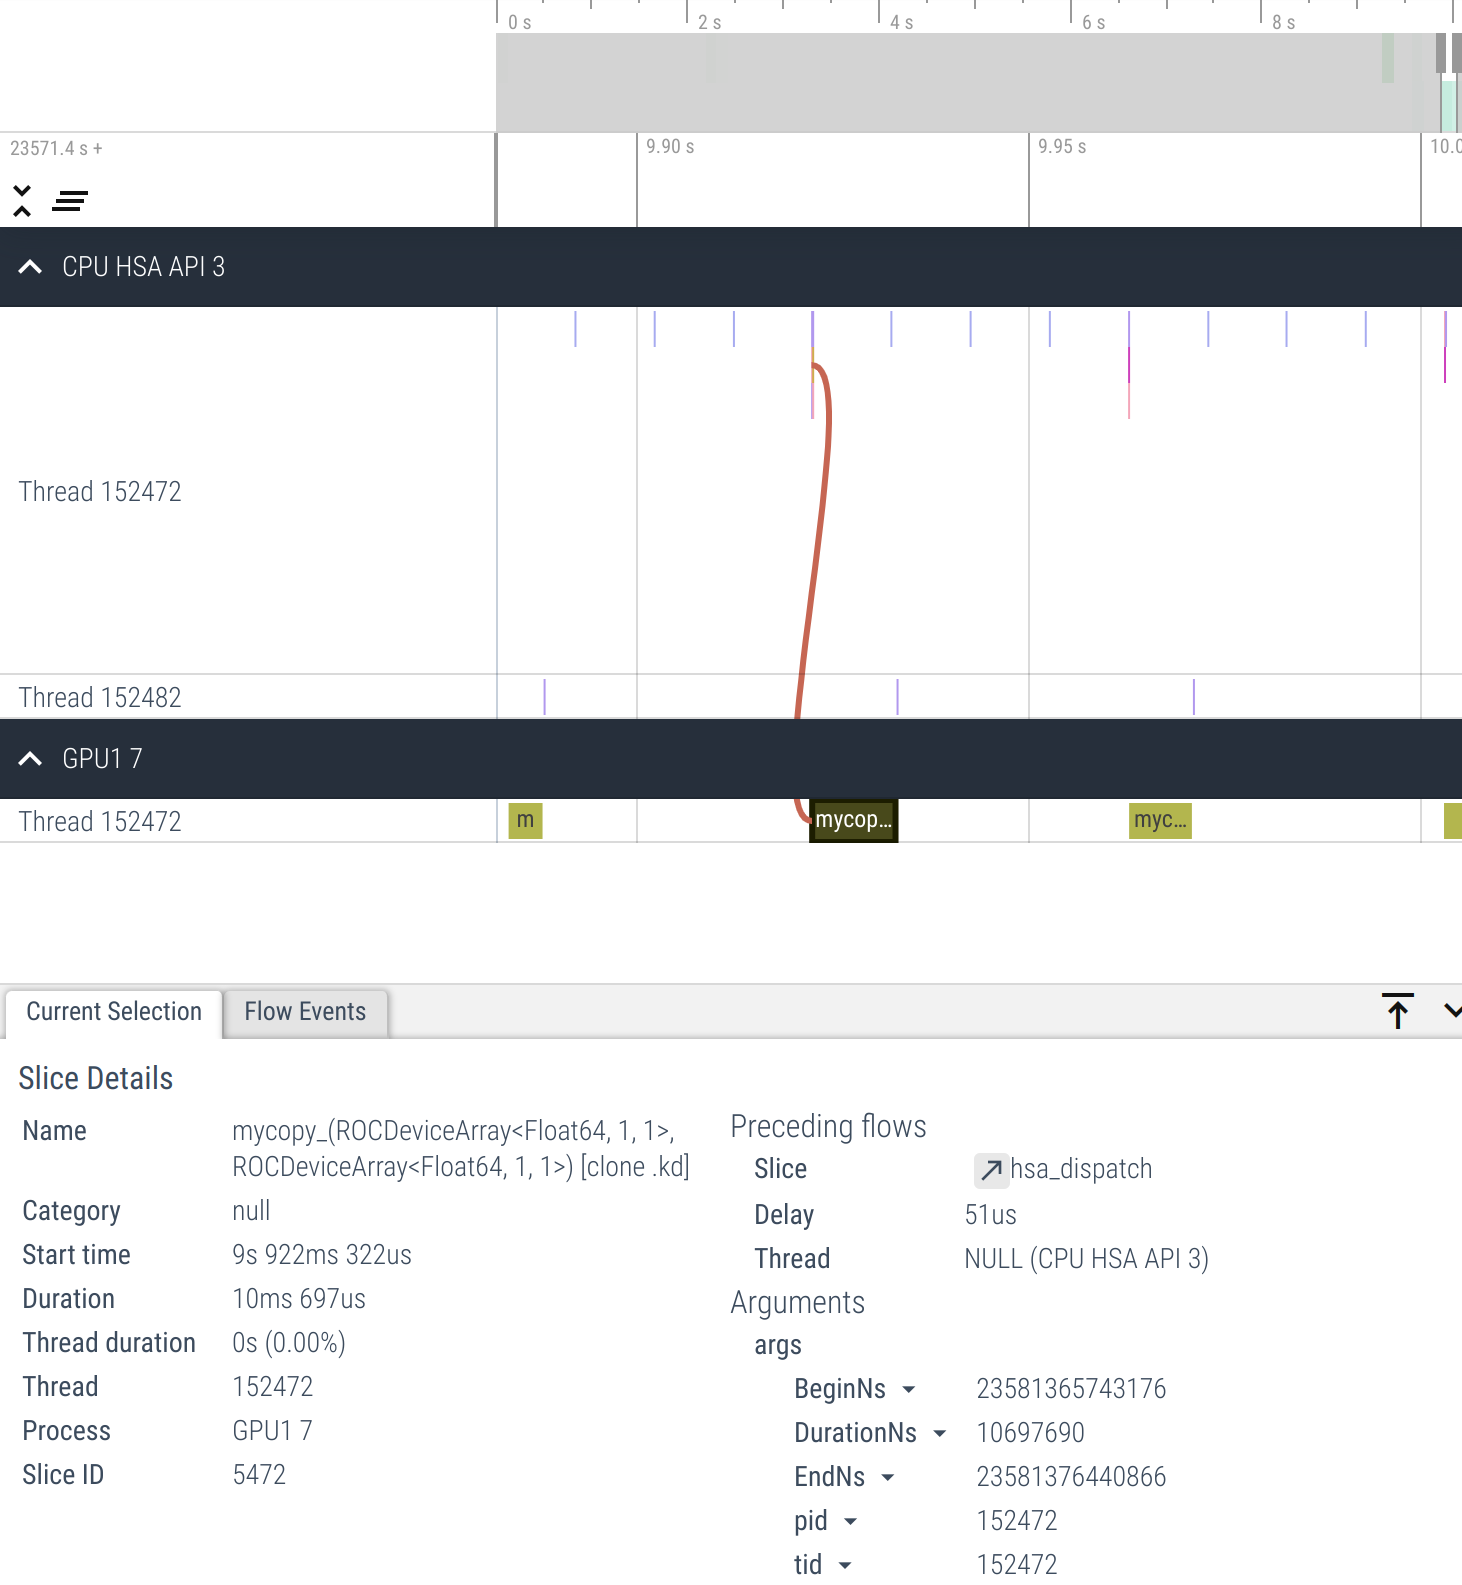 0 s 2 s 4 s 6 s 8 s
23571.4 s + 9.90 s 9.95 s 10.0
CPU HSA API 3
Thread 152472
Thread 152482
GPU1 7
Thread 152472 m mycop... myc...
Current Selection Flow Events
Slice Details
Name mycopy_(ROCDeviceArray<Float64, 1, 1>,
ROCDeviceArray<Float64, 1, 1>) [clone .kd]
Category null
Start time 9s 922ms 322us
Duration 10ms 697us
Thread duration 0s (0.00%)
Thread 152472
Process GPU1 7
Slice ID 5472
Preceding flows
Slice hsa_dispatch
Delay 51us
Thread NULL (CPU HSA API 3)
Arguments
args
BeginNs 23581365743176
DurationNs 10697690
EndNs 23581376440866
pid 152472
tid 152472